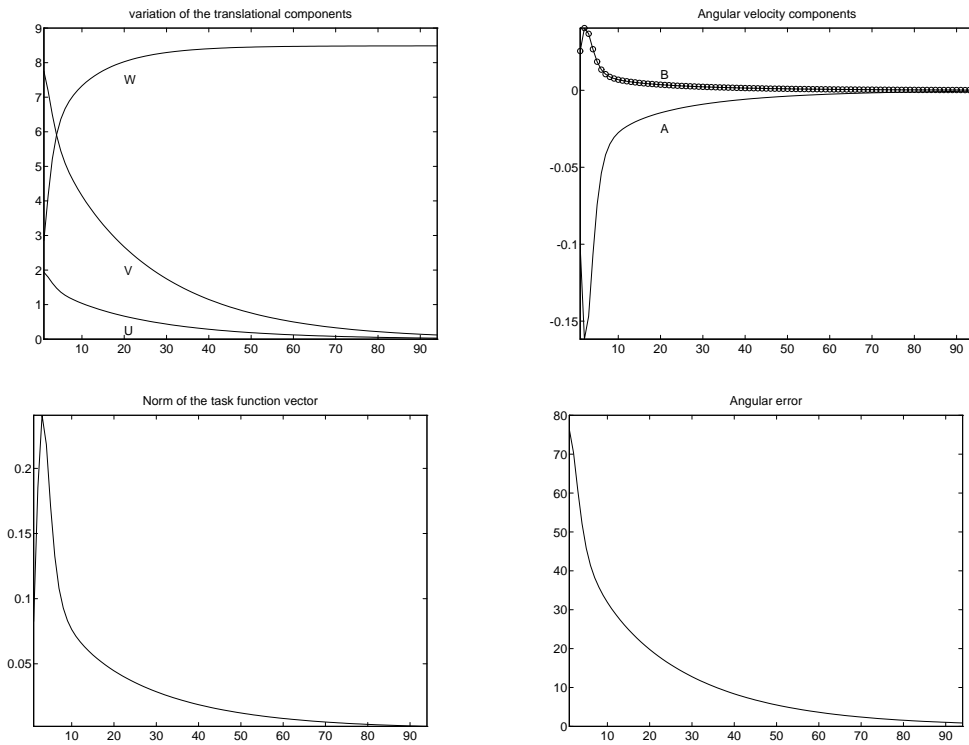 variation of the translational components
9
8
7
6
5
4
3
2
1
0
W
V
U
10 20 30 40 50 60 70 80 90
Angular velocity components
0
-0.05
-0.1
-0.15
B
A
10 20 30 40 50 60 70 80 90
Norm of the task function vector
0.2
0.15
0.1
0.05
10 20 30 40 50 60 70 80 90
Angular error
80
70
60
50
40
30
20
10
0
10 20 30 40 50 60 70 80 90